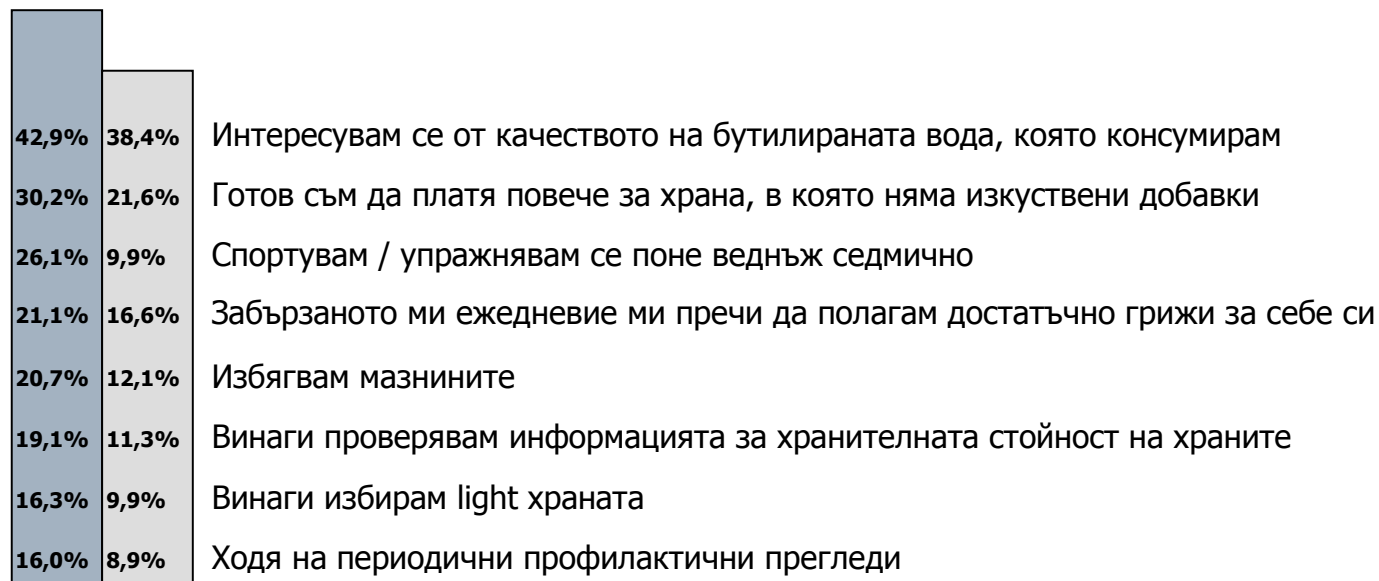 42,9% 38,4% Интересувам се от качеството на бутилираната вода, която консумирам
30,2% 21,6% Готов съм да платя повече за храна, в която няма изкуствени добавки
26,1% 9,9% Спортувам / упражнявам се поне веднъж седмично
21,1% 16,6% Забързаното ми ежедневие ми пречи да полагам достатъчно грижи за себе си
20,7% 12,1% Избягвам мазнините
19,1% 11,3% Винаги проверявам информацията за хранителната стойност на храните
16,3% 9,9% Винаги избирам light храната
16,0% 8,9% Ходя на периодични профилактични прегледи